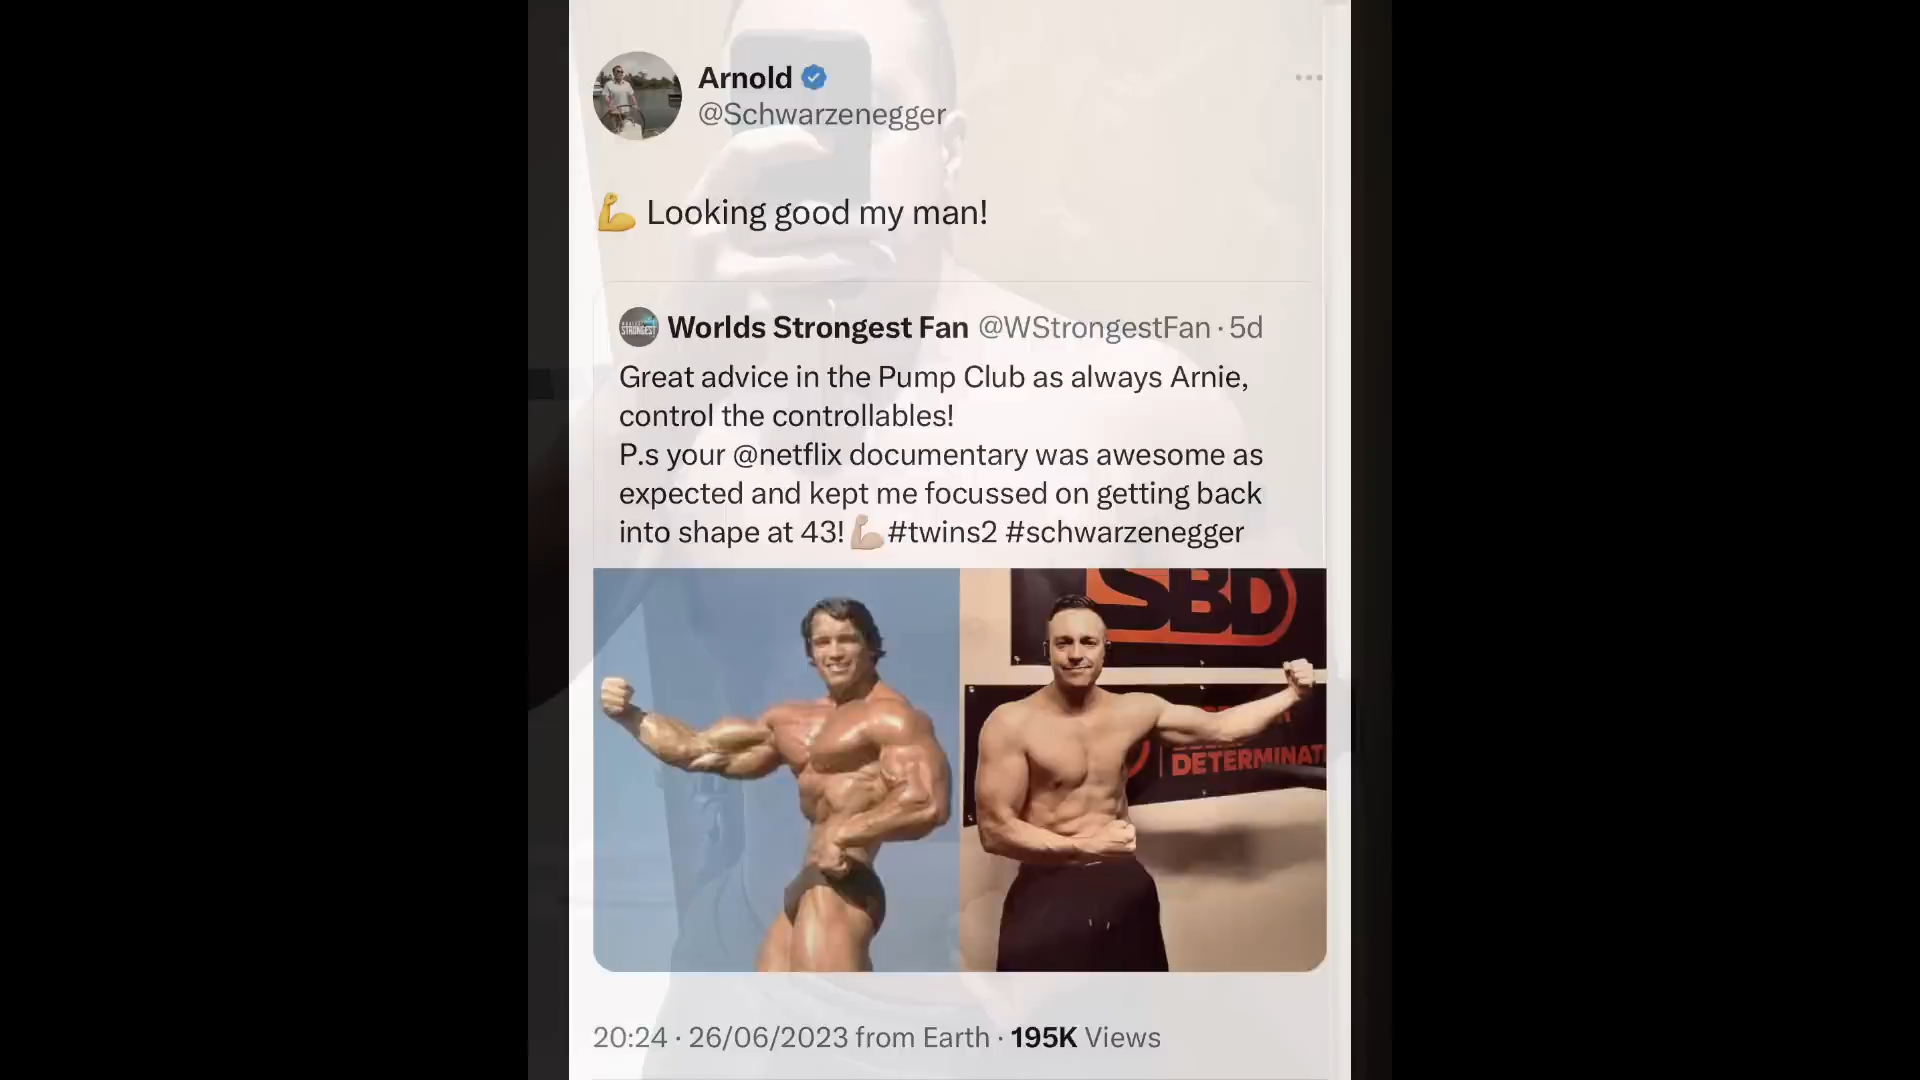 Arnold
@Schwarzenegger
💪 Looking good my man!
Worlds Strongest Fan @WStrongestFan · 5d
Great advice in the Pump Club as always Arnie,
control the controllables!
P.s your @netflix documentary was awesome as
expected and kept me focussed on getting back
into shape at 43!💪🏼#twins2 #schwarzenegger
SBD
DETERMINATI
20:24 · 26/06/2023 from Earth · 195K Views